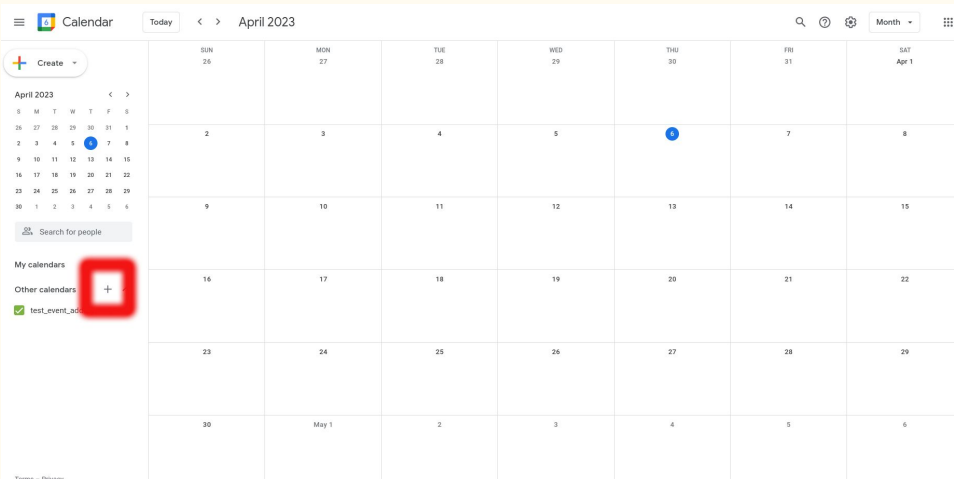 6 Calendar Today April 2023 Month
Create
April 2023
S M T W T F S
26 27 28 29 30 31 1
2 3 4 5 6 7 8
9 10 11 12 13 14 15
16 17 18 19 20 21 22
23 24 25 26 27 28 29
30 1 2 3 4 5 6
Search for people
My calendars
Other calendars
test_event_add
SUN MON TUE WED THU FRI SAT
26 27 28 29 30 31 Apr 1
2 3 4 5 6 7 8
9 10 11 12 13 14 15
16 17 18 19 20 21 22
23 24 25 26 27 28 29
30 May 1 2 3 4 5 6